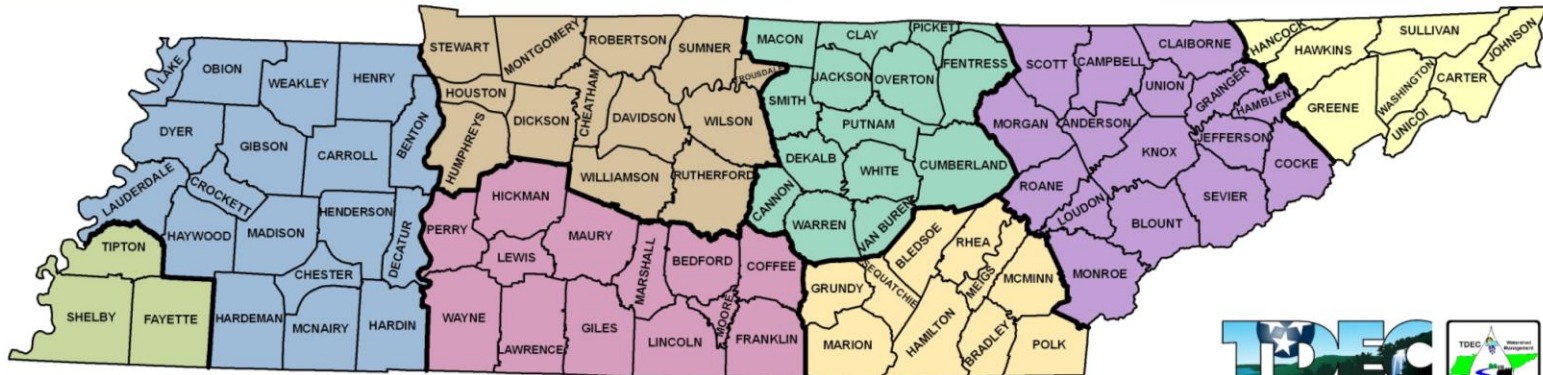 LAKE
OBION
WEAKLEY
HENRY
DYER
GIBSON
CARROLL
BENTON
LAUDERDALE
CROCKETT
HAYWOOD
MADISON
HENDERSON
DECATUR
CHESTER
HARDEMAN
MCNAIRY
HARDIN
TIPTON
SHELBY
FAYETTE
STEWART
MONTGOMERY
ROBERTSON
SUMNER
TROUSDALE
HOUSTON
HUMPHREYS
DICKSON
CHEATHAM
DAVIDSON
WILSON
WILLIAMSON
RUTHERFORD
PERRY
HICKMAN
LEWIS
MAURY
MARSHALL
BEDFORD
COFFEE
WAYNE
LAWRENCE
GILES
LINCOLN
MOORE
FRANKLIN
MACON
CLAY
PICKET
SMITH
JACKSON
OVERTON
FENTRESS
PUTNAM
DEKALB
WHITE
CUMBERLAND
CANNON
WARREN
VAN BUREN
GRUNDY
SEQUATCHIE
BLEDSOE
RHEA
MEIGS
MCMINN
MARION
HAMILTON
BRADLEY
POLK
SCOTT
CAMPBELL
CLAIBORNE
UNION
GRAINGER
HAMBLEN
MORGAN
ANDERSON
KNOX
JEFFERSON
COCKE
ROANE
LOUDON
BLOUNT
SEVIER
MONROE
HANCOCK
HAWKINS
SULLIVAN
JOHNSON
GREENE
WASHINGTON
CARTER
UNICOI
TDEC
TDEC
Watershed
Management